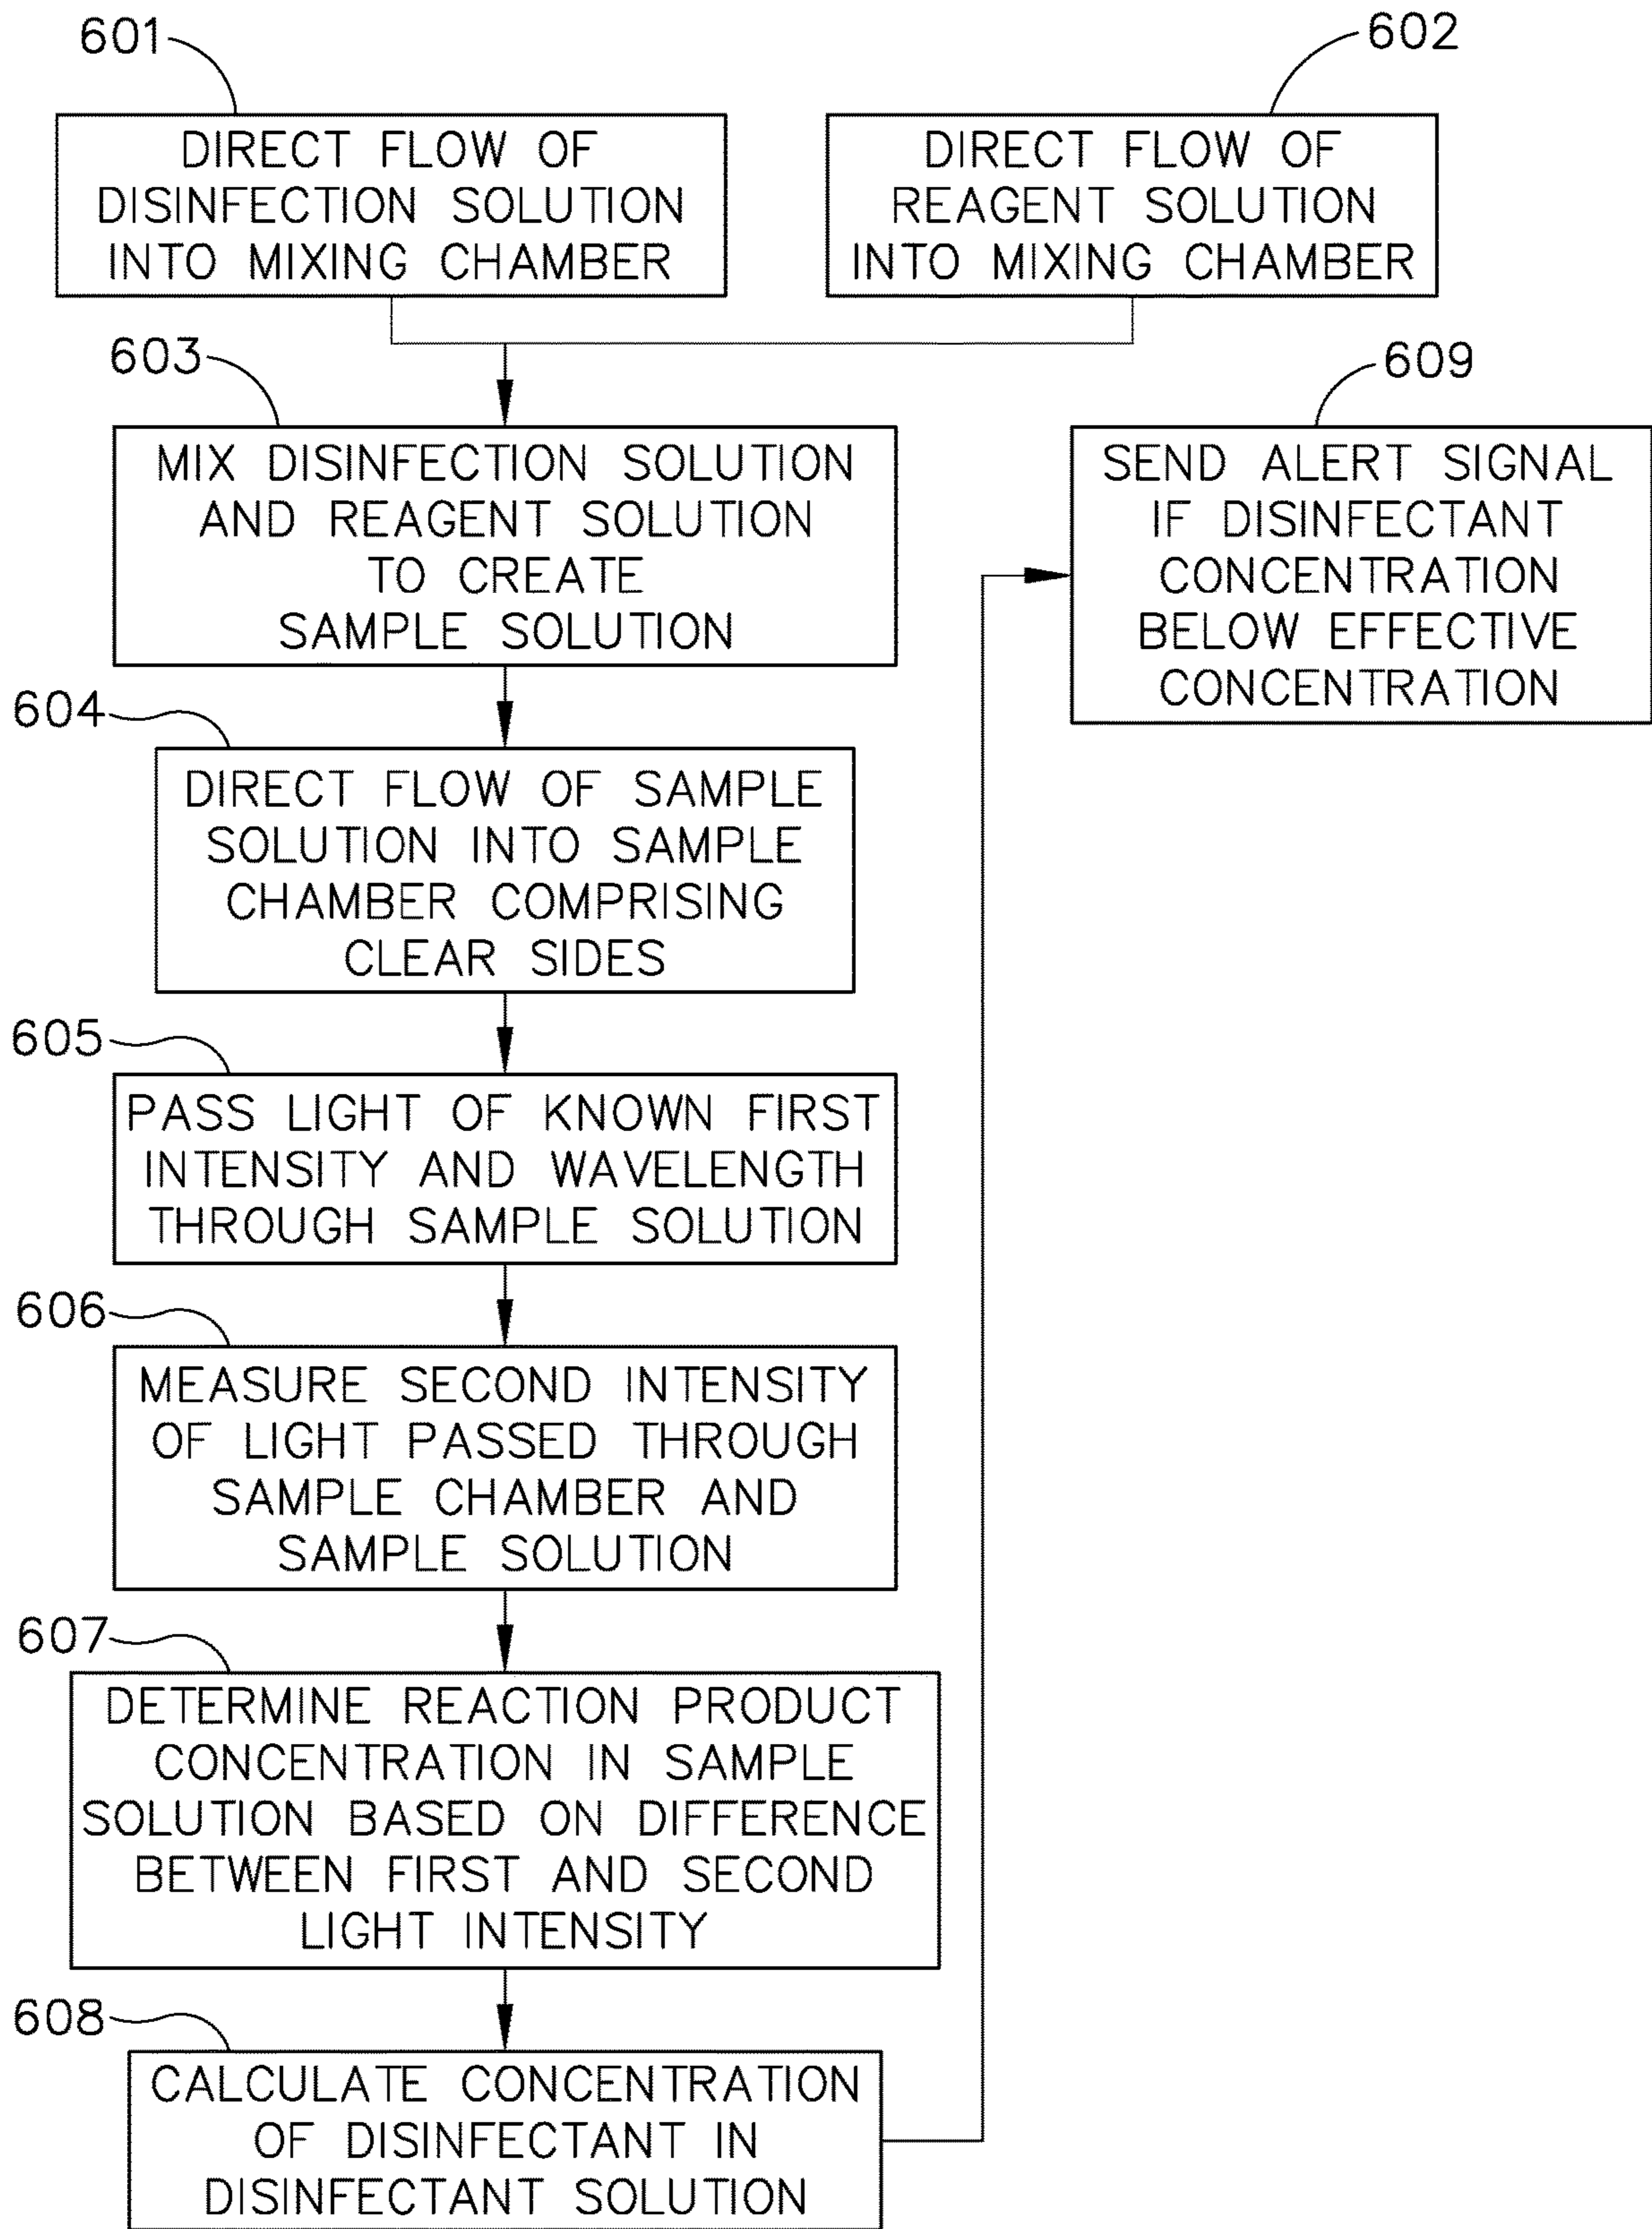 601
DIRECT FLOW OF
DISINFECTION SOLUTION
INTO MIXING CHAMBER
602
DIRECT FLOW OF
REAGENT SOLUTION
INTO MIXING CHAMBER
603
MIX DISINFECTION SOLUTION
AND REAGENT SOLUTION
TO CREATE
SAMPLE SOLUTION
604
DIRECT FLOW OF SAMPLE
SOLUTION INTO SAMPLE
CHAMBER COMPRISING
CLEAR SIDES
605
PASS LIGHT OF KNOWN FIRST
INTENSITY AND WAVELENGTH
THROUGH SAMPLE SOLUTION
606
MEASURE SECOND INTENSITY
OF LIGHT PASSED THROUGH
SAMPLE CHAMBER AND
SAMPLE SOLUTION
607
DETERMINE REACTION PRODUCT
CONCENTRATION IN SAMPLE
SOLUTION BASED ON DIFFERENCE
BETWEEN FIRST AND SECOND
LIGHT INTENSITY
608
CALCULATE CONCENTRATION
OF DISINFECTANT IN
DISINFECTANT SOLUTION
609
SEND ALERT SIGNAL
IF DISINFECTANT
CONCENTRATION
BELOW EFFECTIVE
CONCENTRATION